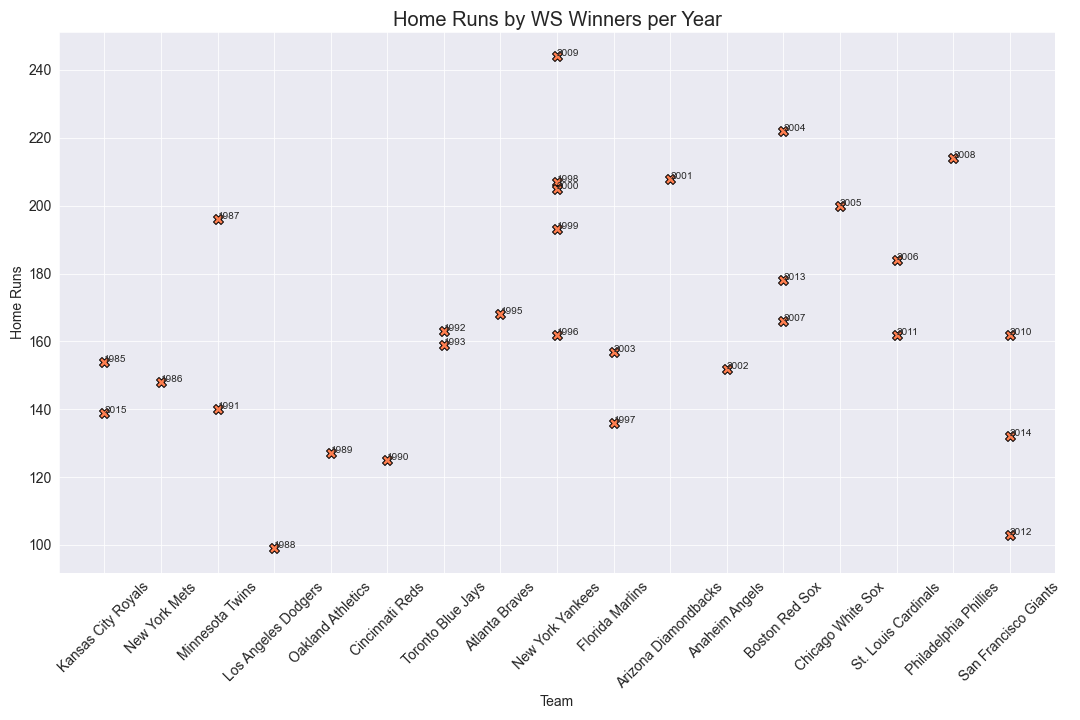 Home Runs by WS Winners per Year
Home Runs
240
220
200
180
160
140
120
100
2009
2004
2008
1998
2001
2000
2005
1987
1999
2006
2013
1995
2007
1992
1996
2011
2010
1993
2003
1985
2002
1986
1991
2015
1997
2014
1989
1990
2012
1988
Kansas City Royals
New York Mets
Minnesota Twins
Los Angeles Dodgers
Oakland Athletics
Cincinnati Reds
Toronto Blue Jays
Atlanta Braves
New York Yankees
Florida Marlins
Arizona Diamondbacks
Anaheim Angels
Boston Red Sox
Chicago White Sox
St. Louis Cardinals
Philadelphia Phillies
San Francisco Giants
Team